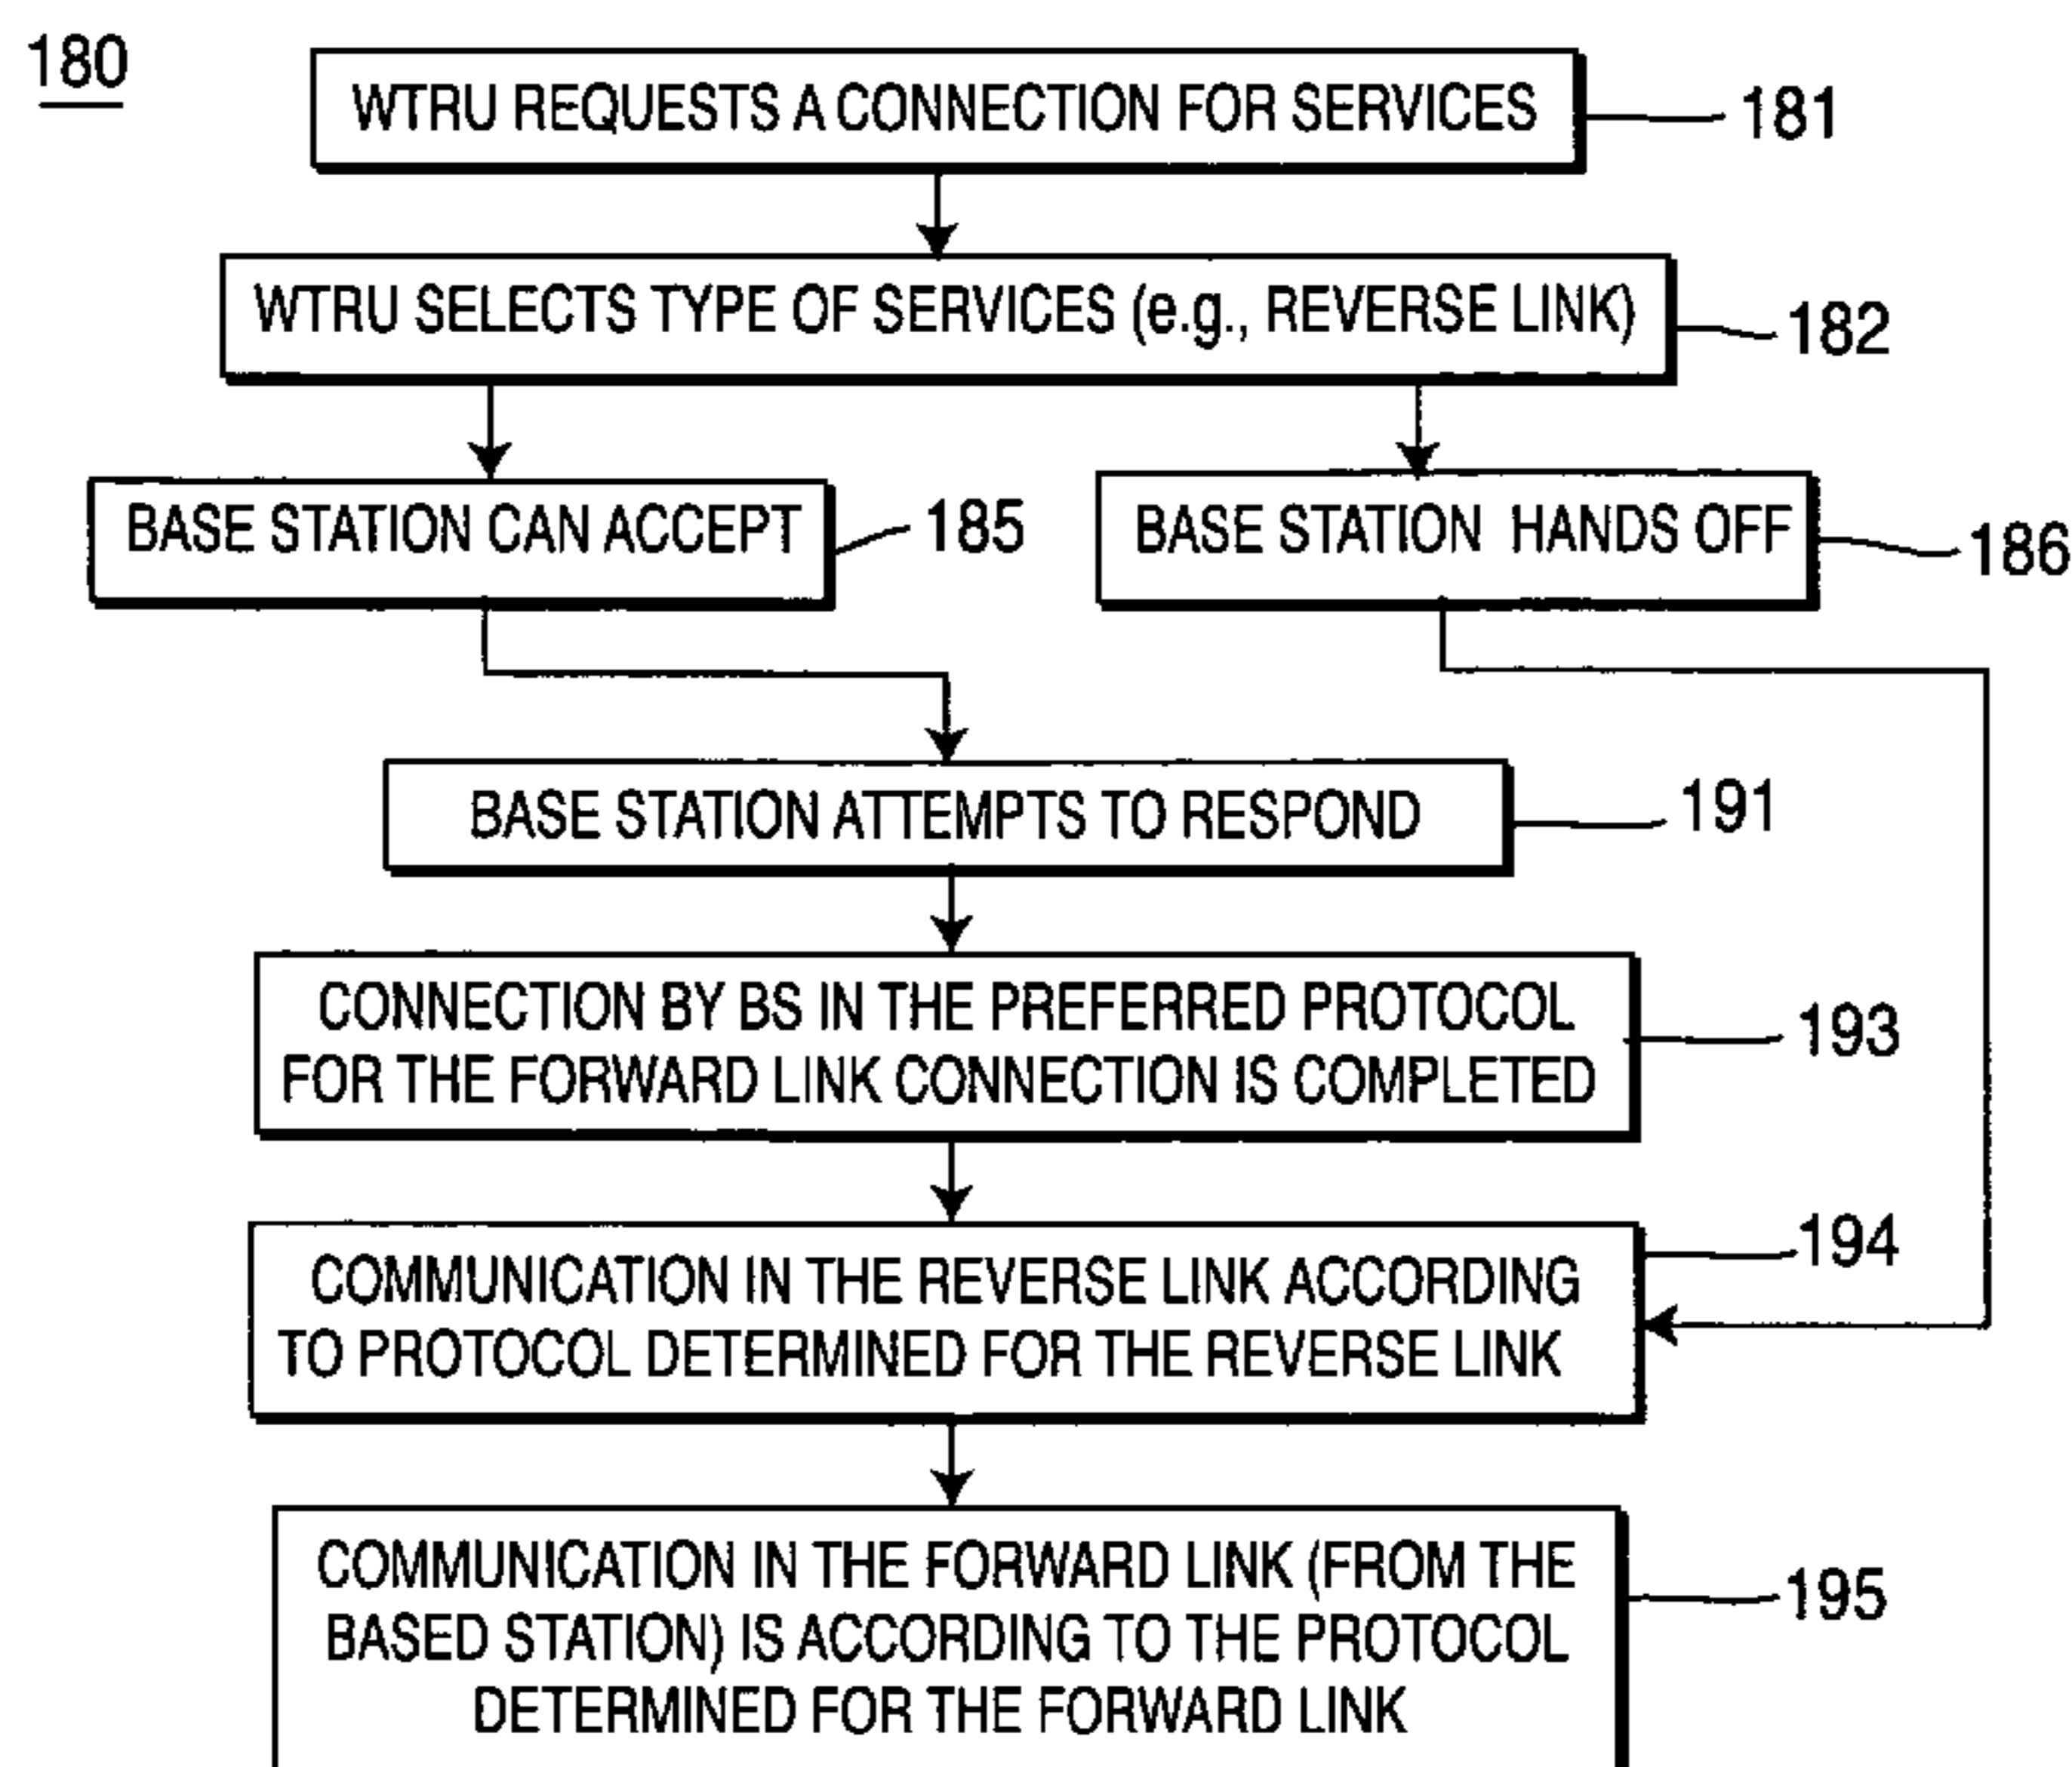 180
WTRU REQUESTS A CONNECTION FOR SERVICES
181
WTRU SELECTS TYPE OF SERVICES (e.g., REVERSE LINK)
182
BASE STATION CAN ACCEPT
185
BASE STATION HANDS OFF
186
BASE STATION ATTEMPTS TO RESPOND
191
CONNECTION BY BS IN THE PREFERRED PROTOCOL
FOR THE FORWARD LINK CONNECTION IS COMPLETED
193
COMMUNICATION IN THE REVERSE LINK ACCORDING
TO PROTOCOL DETERMINED FOR THE REVERSE LINK
194
COMMUNICATION IN THE FORWARD LINK (FROM THE
BASED STATION) IS ACCORDING TO THE PROTOCOL
DETERMINED FOR THE FORWARD LINK
195